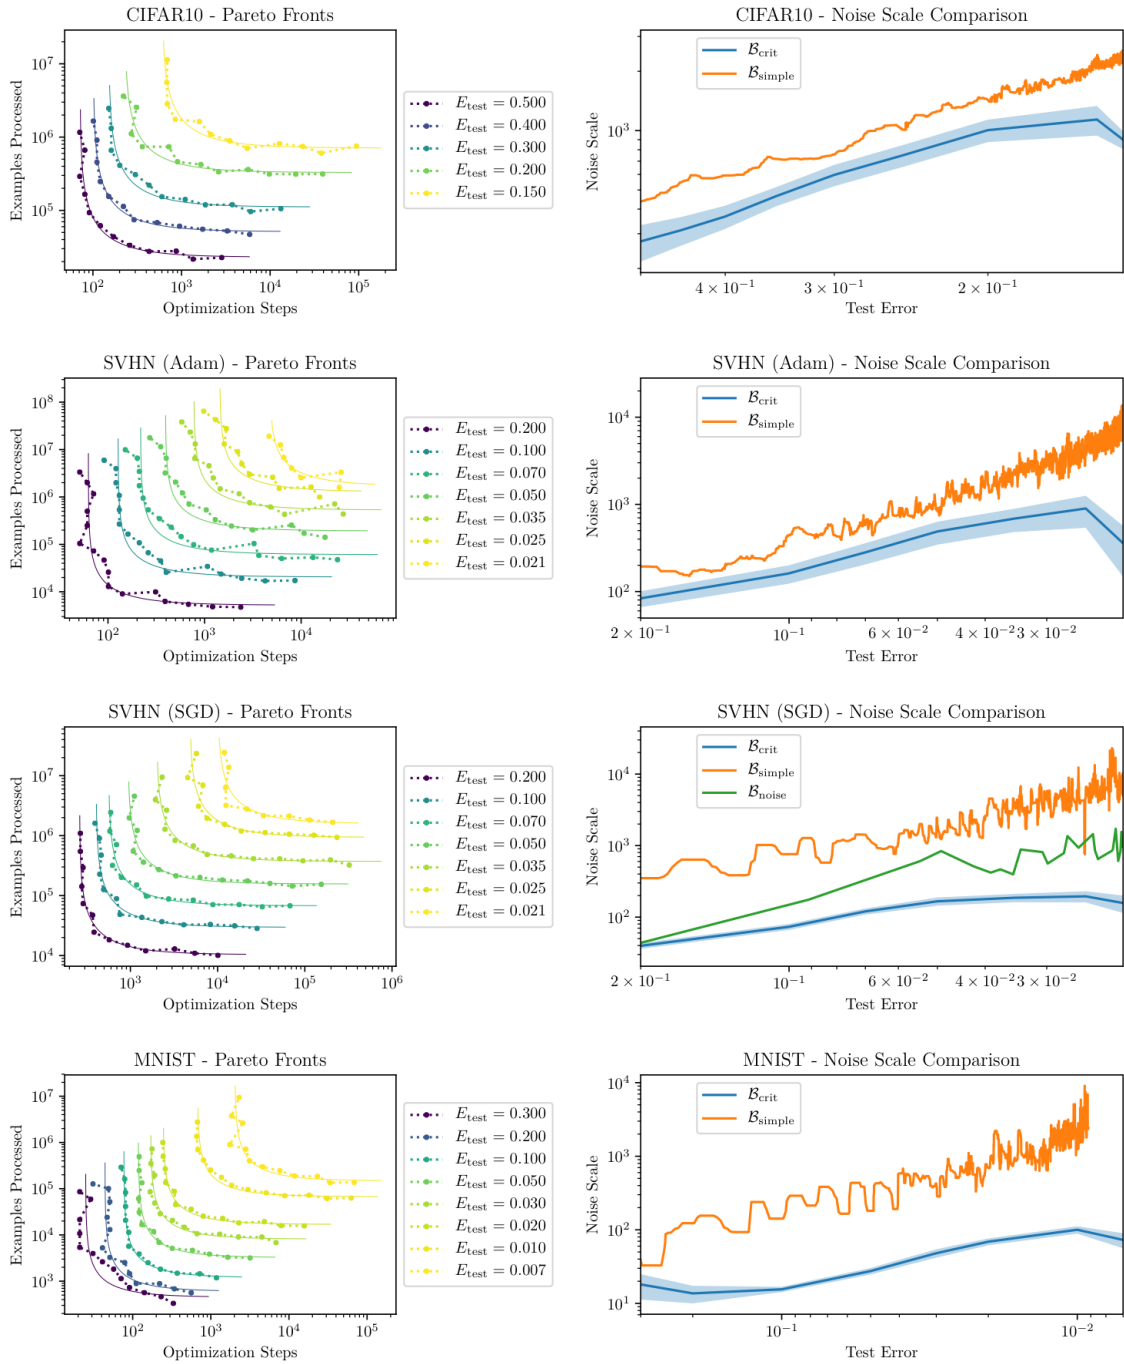 CIFAR10 - Pareto Fronts
Examples Processed
10^7
10^6
10^5
10^2
10^3
10^4
10^5
Optimization Steps
E_test = 0.500
E_test = 0.400
E_test = 0.300
E_test = 0.200
E_test = 0.150
CIFAR10 - Noise Scale Comparison
Noise Scale
10^3
B_crit
B_simple
4 × 10^−1
3 × 10^−1
2 × 10^−1
Test Error
SVHN (Adam) - Pareto Fronts
Examples Processed
10^8
10^7
10^6
10^5
10^4
10^2
10^3
10^4
Optimization Steps
E_test = 0.200
E_test = 0.100
E_test = 0.070
E_test = 0.050
E_test = 0.035
E_test = 0.025
E_test = 0.021
SVHN (Adam) - Noise Scale Comparison
Noise Scale
10^4
10^3
10^2
B_crit
B_simple
2 × 10^−1
10^−1
6 × 10^−2
4 × 10^−2
3 × 10^−2
Test Error
SVHN (SGD) - Pareto Fronts
Examples Processed
10^7
10^6
10^5
10^4
10^3
10^4
10^5
10^6
Optimization Steps
E_test = 0.200
E_test = 0.100
E_test = 0.070
E_test = 0.050
E_test = 0.035
E_test = 0.025
E_test = 0.021
SVHN (SGD) - Noise Scale Comparison
Noise Scale
10^4
10^3
10^2
B_crit
B_simple
B_noise
2 × 10^−1
10^−1
6 × 10^−2
4 × 10^−2
3 × 10^−2
Test Error
MNIST - Pareto Fronts
Examples Processed
10^7
10^6
10^5
10^4
10^3
10^2
10^3
10^4
10^5
Optimization Steps
E_test = 0.300
E_test = 0.200
E_test = 0.100
E_test = 0.050
E_test = 0.030
E_test = 0.020
E_test = 0.010
E_test = 0.007
MNIST - Noise Scale Comparison
Noise Scale
10^4
10^3
10^2
10^1
B_crit
B_simple
10^−1
10^−2
Test Error